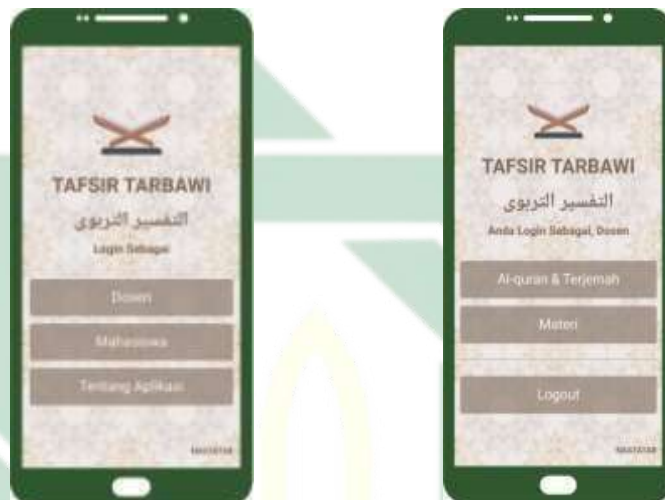 TAFSIR TARBAWI
التفسير التربوي
Login Sebagai
Dosen
Mahasiswa
Tentang Aplikasi
TAFSIR TARBAWI
التفسير التربوي
Anda Login Sebagai, Dosen
Al-quran & Terjemah
Materi
Logout